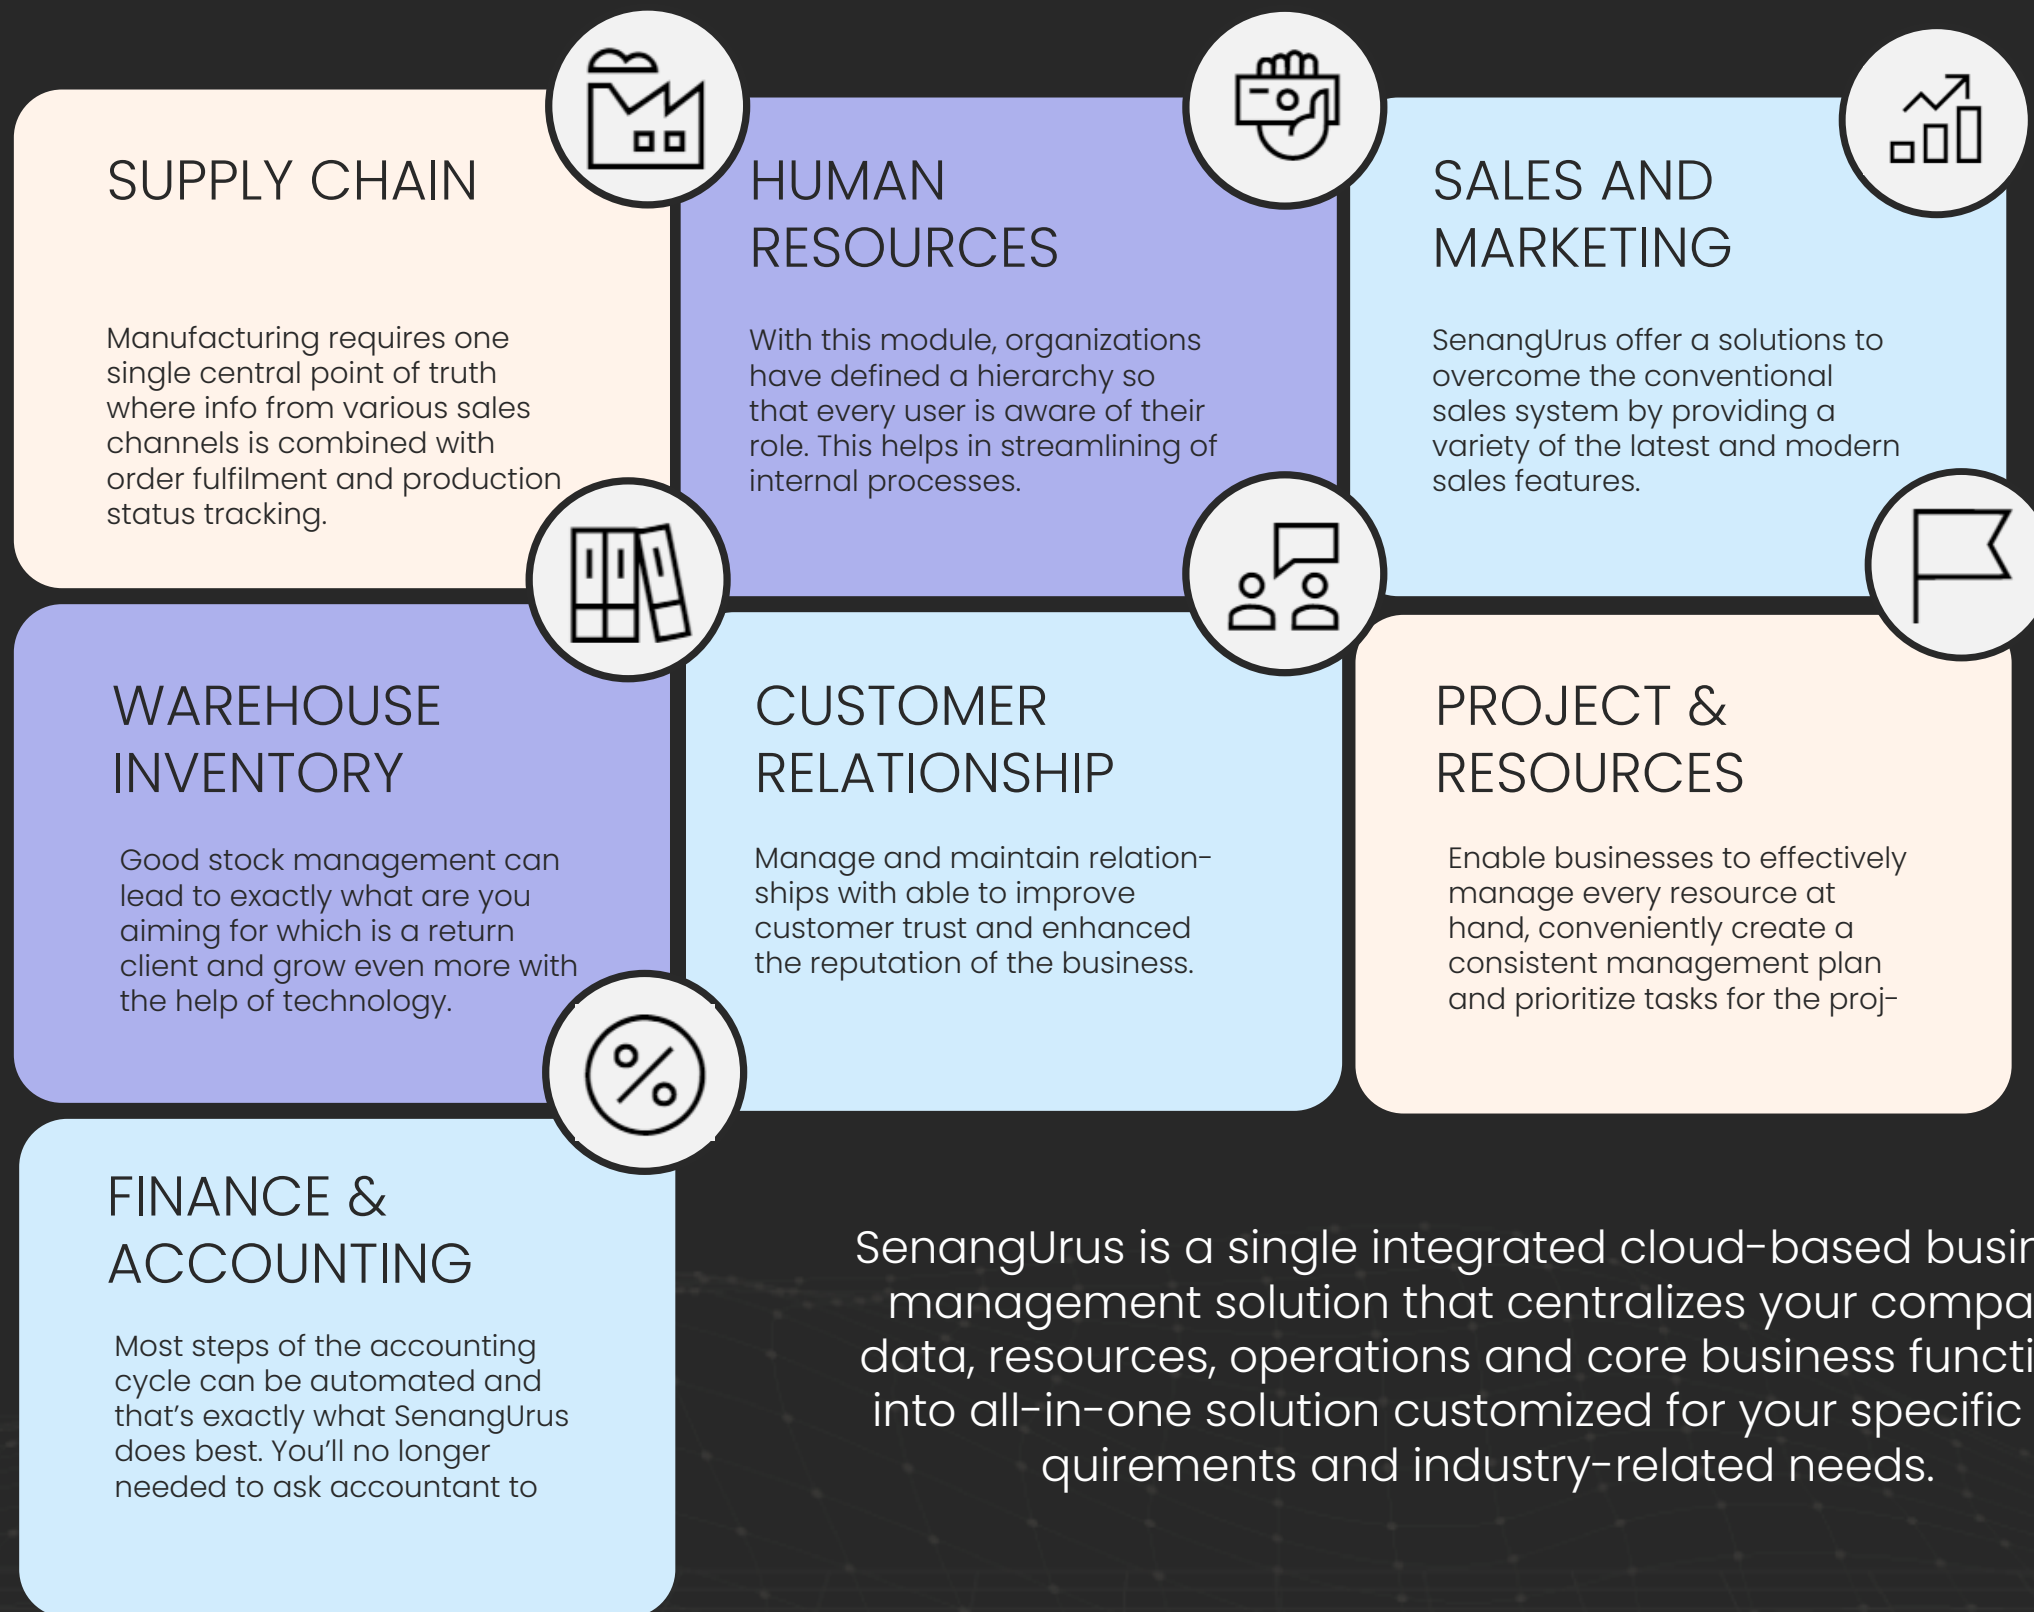 SUPPLY CHAIN
Manufacturing requires one
single central point of truth
where info from various sales
channels is combined with
order fulfilment and production
status tracking.
HUMAN
RESOURCES
With this module, organizations
have defined a hierarchy so
that every user is aware of their
role. This helps in streamlining of
internal processes.
SALES AND
MARKETING
SenangUrus offer a solutions to
overcome the conventional
sales system by providing a
variety of the latest and modern
sales features.
WAREHOUSE
INVENTORY
Good stock management can
lead to exactly what are you
aiming for which is a return
client and grow even more with
the help of technology.
CUSTOMER
RELATIONSHIP
Manage and maintain relation-
ships with able to improve
customer trust and enhanced
the reputation of the business.
PROJECT &
RESOURCES
Enable businesses to effectively
manage every resource at
hand, conveniently create a
consistent management plan
and prioritize tasks for the proj-
FINANCE &
ACCOUNTING
Most steps of the accounting
cycle can be automated and
that’s exactly what SenangUrus
does best. You’ll no longer
needed to ask accountant to
SenangUrus is a single integrated cloud-based
management solution that centralizes your
data, resources, operations and core business
into all-in-one solution customized for your specific
quirements and industry-related needs.